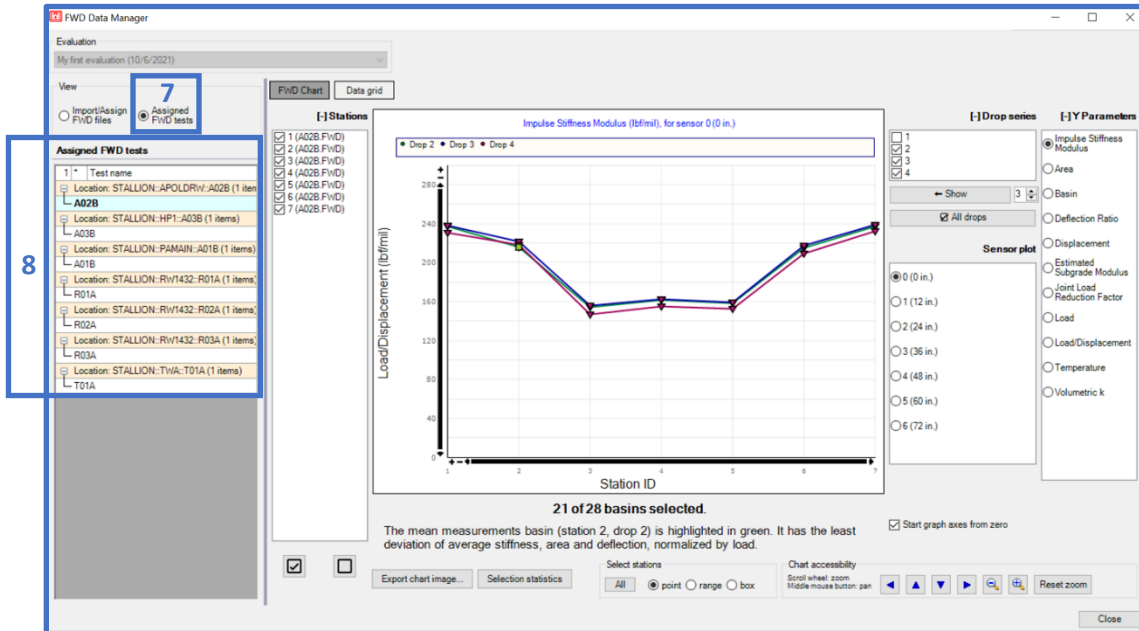 FWD Data Manager
Evaluation
My first evaluation (10/6/2021)
View
7
Import/Assign
FWD files
Assigned
FWD tests
8
Assigned FWD tests
1 * Test name
Location: STALLION::APOLDRW::A02B (1 iten
A02B
Location: STALLION::HP1::A03B (1 items)
A03B
Location: STALLION::PAMAIN::A01B (1 items)
A01B
Location: STALLION::RW1432::R01A (1 items)
R01A
Location: STALLION::RW1432::R02A (1 items)
R02A
Location: STALLION::RW1432::R03A (1 items)
R03A
Location: STALLION::TWA::T01A (1 items)
T01A
FWD Chart Data grid
[-] Stations
1 (A02B.FWD)
2 (A02B.FWD)
3 (A02B.FWD)
4 (A02B.FWD)
5 (A02B.FWD)
6 (A02B.FWD)
7 (A02B.FWD)
Impulse Stiffness Modulus (lbf/mil), for sensor 0 (0 in.)
Drop 2 Drop 3 Drop 4
Load/Displacement (lbf/mil)
280
240
200
160
120
80
40
0
1 2 3 4 5 6 7
Station ID
21 of 28 basins selected.
The mean measurements basin (station 2, drop 2) is highlighted in green. It has the least
deviation of average stiffness, area and deflection, normalized by load.
Export chart image... Selection statistics
Select stations
All point range box
Chart accessibility
Scroll wheel: zoom
Middle mouse button: pan
Reset zoom
[-] Drop series
1
2
3
4
← Show 3
All drops
Sensor plot
0 (0 in.)
1 (12 in.)
2 (24 in.)
3 (36 in.)
4 (48 in.)
5 (60 in.)
6 (72 in.)
Start graph axes from zero
[-] Y Parameters
Impulse Stiffness
Modulus
Area
Basin
Deflection Ratio
Displacement
Estimated
Subgrade Modulus
Joint Load
Reduction Factor
Load
Load/Displacement
Temperature
Volumetric k
Close